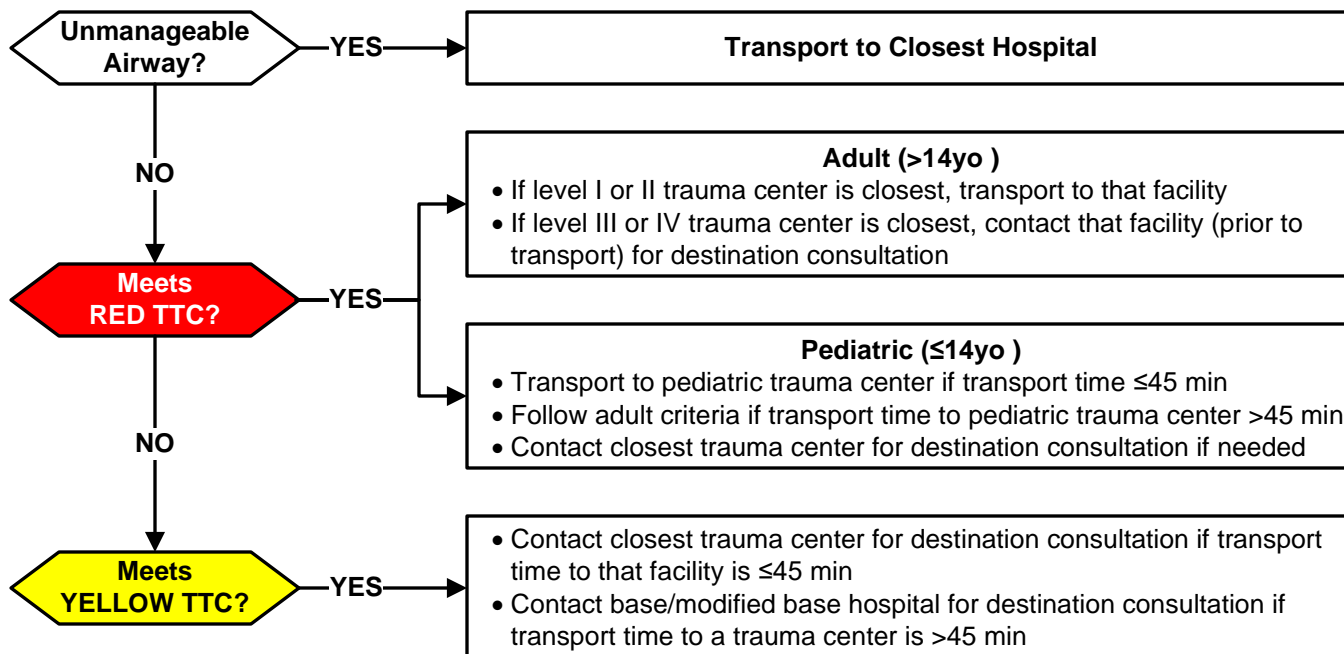 Unmanageable
Airway?
YES
Transport to Closest Hospital
NO
Adult (>14yo )
• If level I or II trauma center is closest, transport to that facility
• If level III or IV trauma center is closest, contact that facility (prior to
transport) for destination consultation
Meets
RED TTC?
YES
Pediatric (≤14yo )
• Transport to pediatric trauma center if transport time ≤45 min
• Follow adult criteria if transport time to pediatric trauma center >45 min
• Contact closest trauma center for destination consultation if needed
NO
Meets
YELLOW TTC?
YES
• Contact closest trauma center for destination consultation if transport
time to that facility is ≤45 min
• Contact base/modified base hospital for destination consultation if
transport time to a trauma center is >45 min